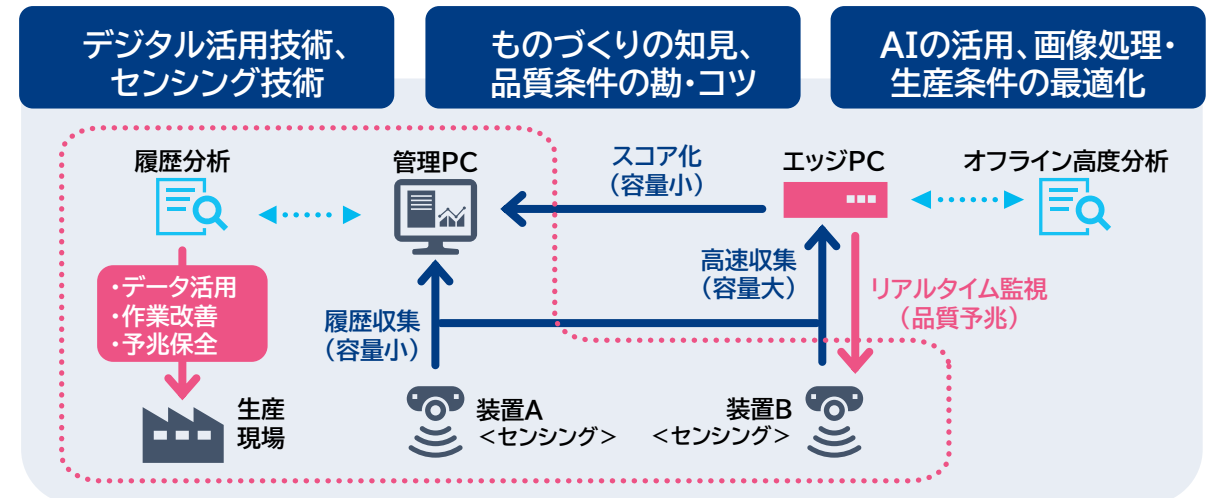 デジタル活用技術、
センシング技術
ものづくりの知見、
品質条件の勘・コツ
AIの活用、画像処理・
生産条件の最適化
履歴分析
管理PC
スコア化
（容量小）
エッジPC
オフライン高度分析
・データ活用
・作業改善
・予兆保全
履歴収集
（容量小）
高速収集
（容量大）
リアルタイム監視
（品質予兆）
生産
現場
装置A
＜センシング＞
装置B
＜センシング＞